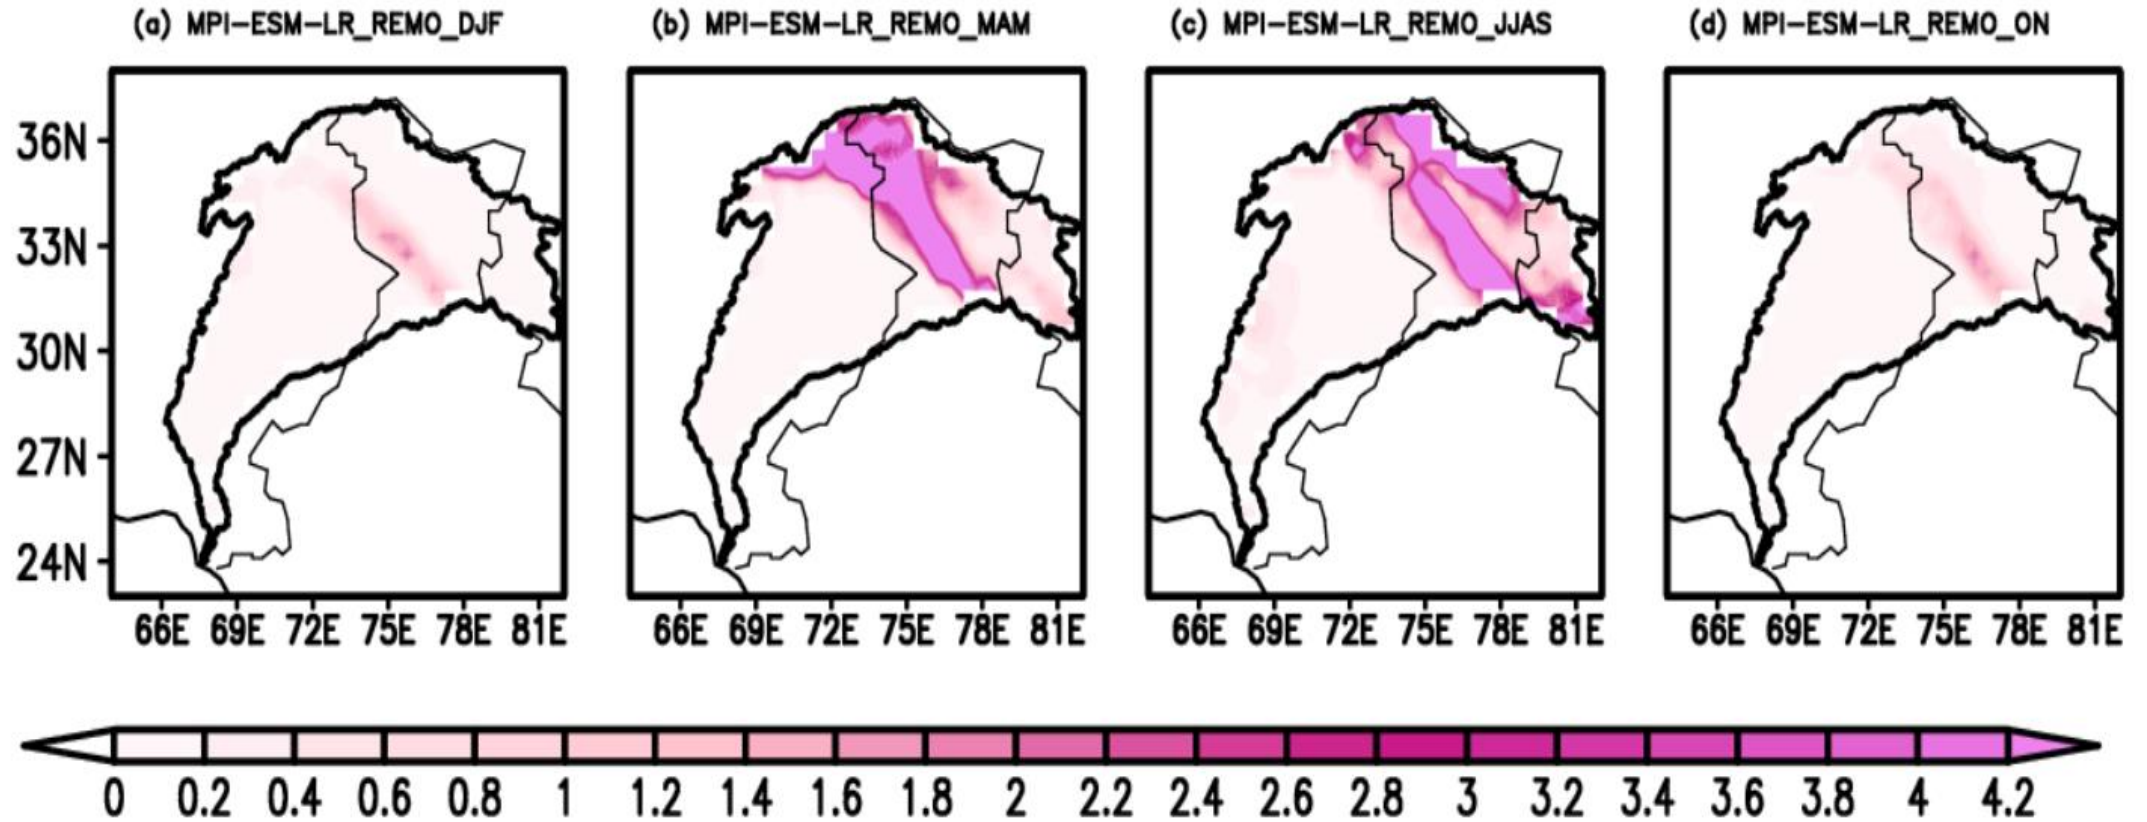 (a) MPI-ESM-LR_REMO_DJF (b) MPI-ESM-LR_REMO_MAM (c) MPI-ESM-LR_REMO_JJAS (d) MPI-ESM-LR_REMO_ON
36N
33N
30N
27N
24N
66E 69E 72E 75E 78E 81E 66E 69E 72E 75E 78E 81E 66E 69E 72E 75E 78E 81E 66E 69E 72E 75E 78E 81E
0 0.2 0.4 0.6 0.8 1 1.2 1.4 1.6 1.8 2 2.2 2.4 2.6 2.8 3 3.2 3.4 3.6 3.8 4 4.2